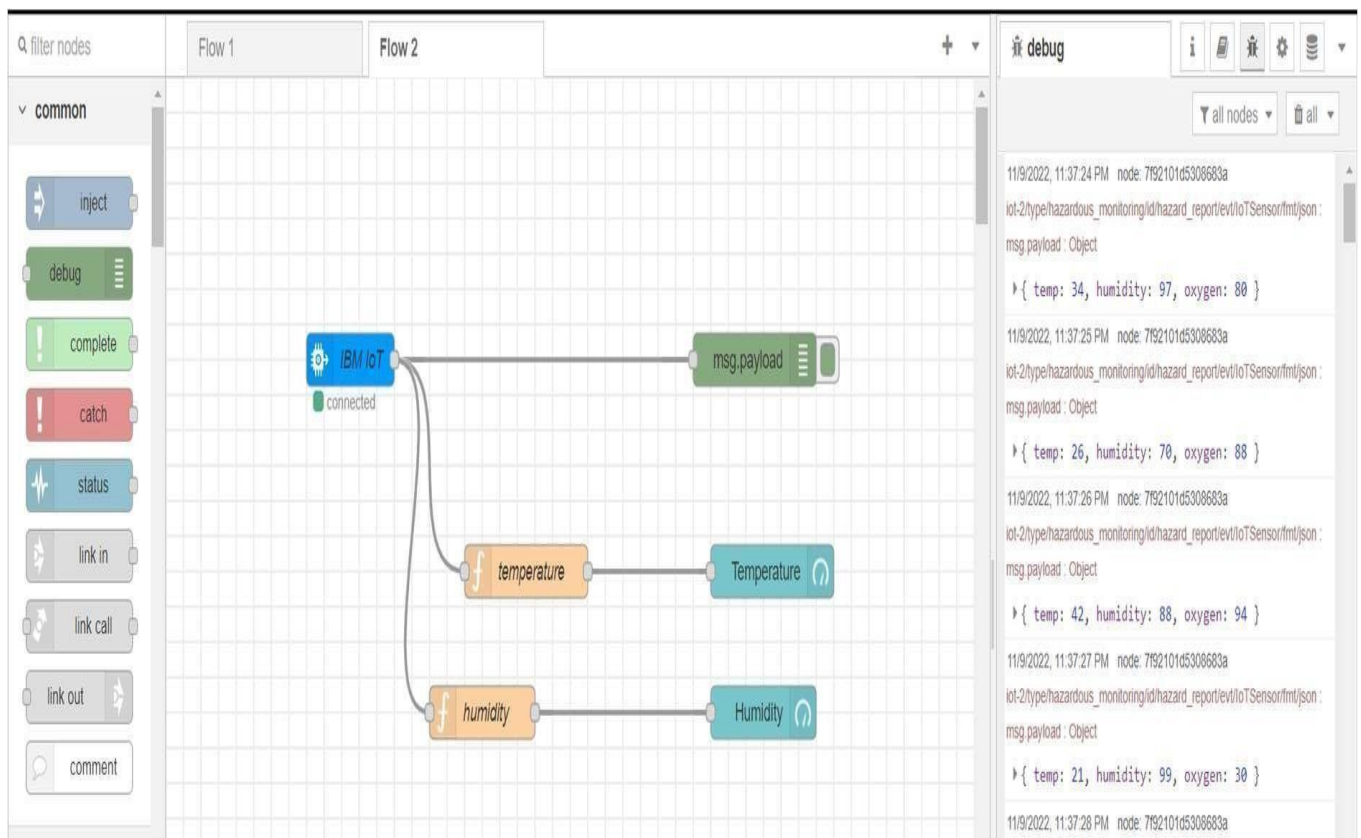 filter nodes
common
inject
debug
complete
catch
status
link in
link call
link out
comment
Flow 1
Flow 2
IBM IoT
connected
msg.payload
temperature
Temperature
humidity
Humidity
debug
i
all nodes
all
11/9/2022, 11:37:24 PM node: 7f92101d5308683a
iot-2/type/hazardous_monitoring/id/hazard_report/evt/IoTSensor/fmt/json :
msg.payload : Object
{ temp: 34, humidity: 97, oxygen: 80 }
11/9/2022, 11:37:25 PM node: 7f92101d5308683a
iot-2/type/hazardous_monitoring/id/hazard_report/evt/IoTSensor/fmt/json :
msg.payload : Object
{ temp: 26, humidity: 70, oxygen: 88 }
11/9/2022, 11:37:26 PM node: 7f92101d5308683a
iot-2/type/hazardous_monitoring/id/hazard_report/evt/IoTSensor/fmt/json :
msg.payload : Object
{ temp: 42, humidity: 88, oxygen: 94 }
11/9/2022, 11:37:27 PM node: 7f92101d5308683a
iot-2/type/hazardous_monitoring/id/hazard_report/evt/IoTSensor/fmt/json :
msg.payload : Object
{ temp: 21, humidity: 99, oxygen: 30 }
11/9/2022, 11:37:28 PM node: 7f92101d5308683a